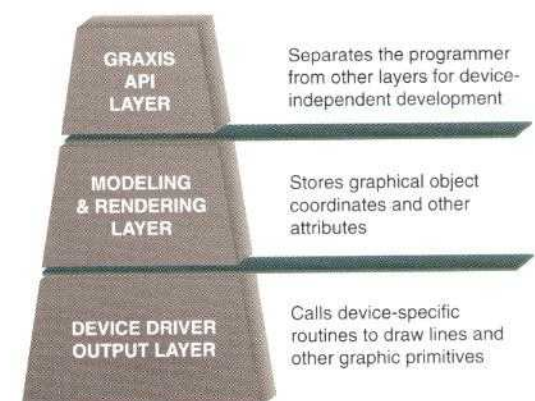 GRAXIS
API
LAYER
Separates the programmer
from other layers for device-
independent development
MODELING
& RENDERING
LAYER
Stores graphical object
coordinates and other
attributes
DEVICE DRIVER
OUTPUT LAYER
Calls device-specific
routines to draw lines and
other graphic primitives